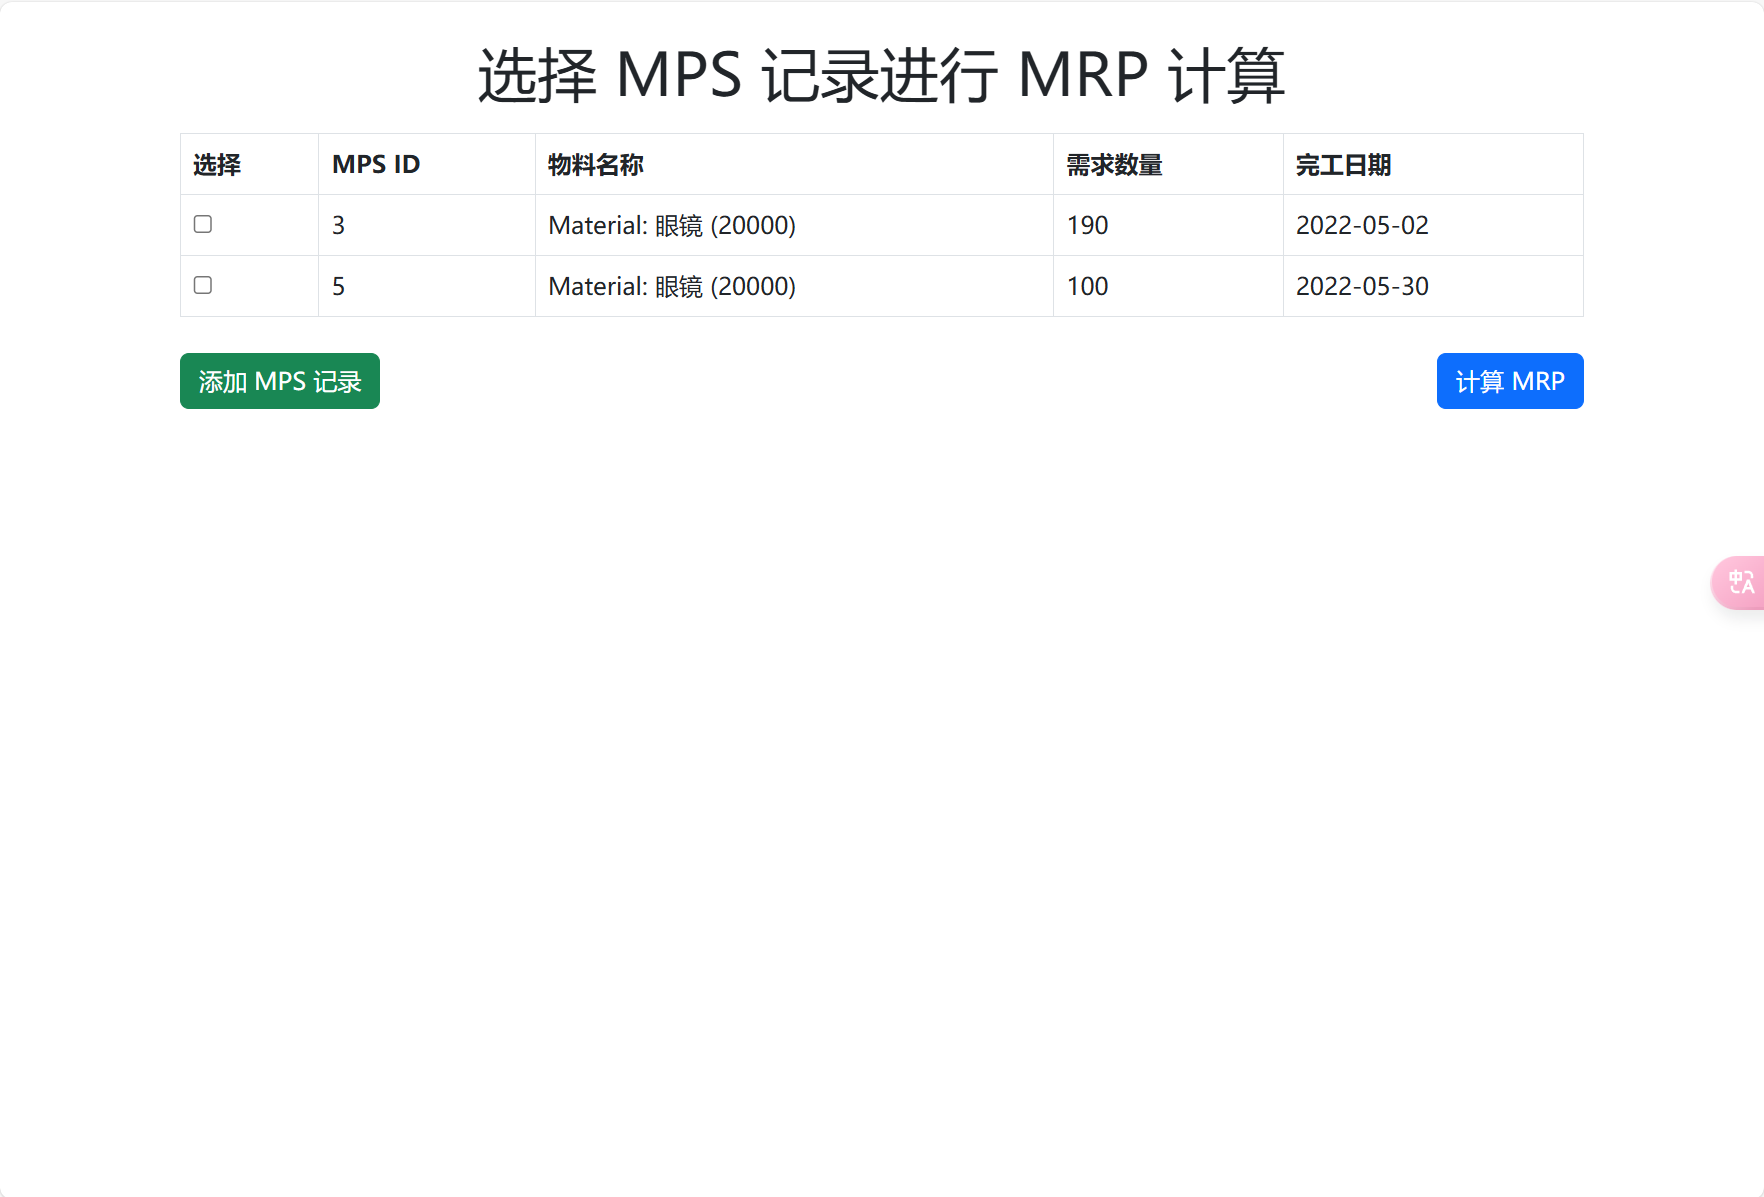 选择 MPS 记录进行 MRP 计算
选择 MPS ID 物料名称 需求数量 完工日期
3 Material: 眼镜 (20000) 190 2022-05-02
5 Material: 眼镜 (20000) 100 2022-05-30
添加 MPS 记录 计算 MRP
中A